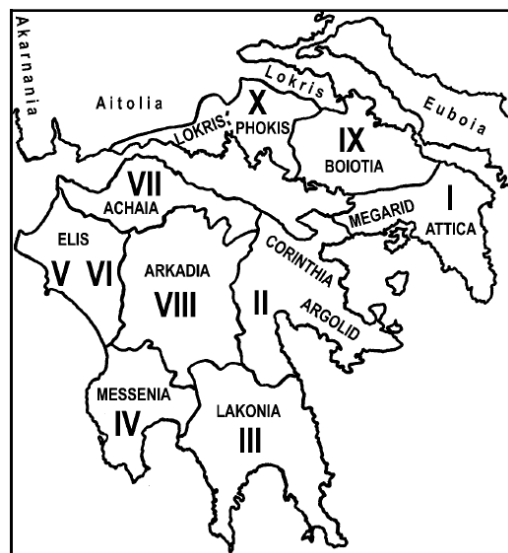 Akarnania
Aitolia
Lokris
Euboia
LOKRIS
X
PHOKIS
IX
BOIOTIA
I
ATTICA
MEGARID
VII
ACHAIA
ELIS
V VI
ARKADIA
VIII
CORINTHIA
II
ARGOLID
MESSENIA
IV
LAKONIA
III